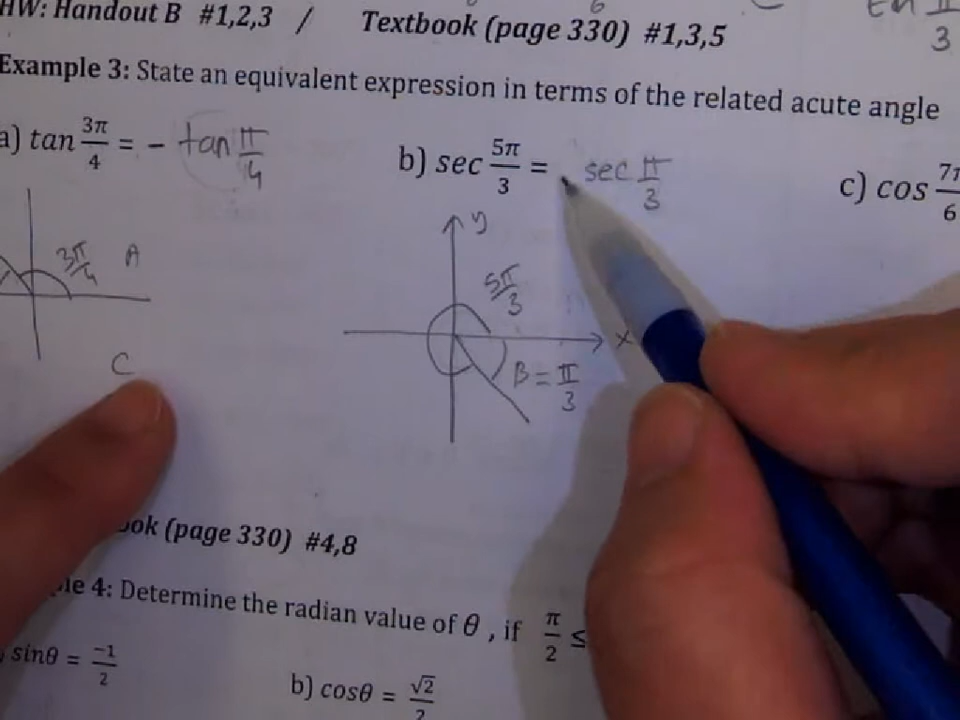 HW: Handout B #1,2,3 / Textbook (page 330) #1,3,5
π/3
Example 3: State an equivalent expression in terms of the related acute angle
a) tan 3π/4 = - tan π/4
b) sec 5π/3 = sec π/3
c) cos
6
3π/4 A
C
y
5π/3
x
B = π/3
(page 330) #4,8
4: Determine the radian value of θ , if π/2 ≤
sinθ = -1/2
b) cosθ = √2/2